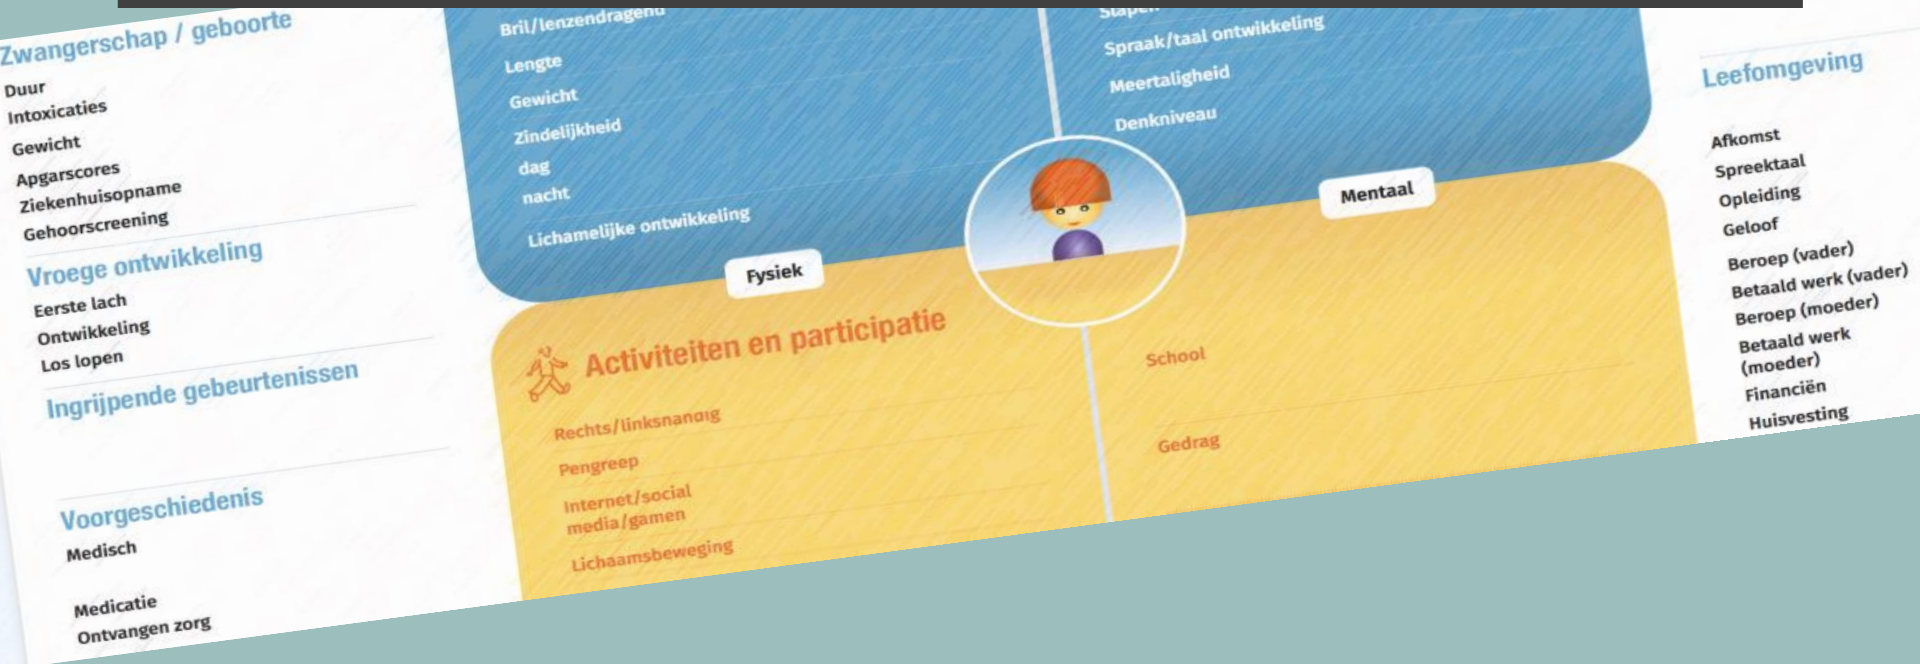 Zwangerschap / geboorte
Duur
Intoxicaties
Gewicht
Apgarscores
Ziekenhuisopname
Gehoorscreening
Vroege ontwikkeling
Eerste lach
Ontwikkeling
Los lopen
Ingrijpende gebeurtenissen
Voorgeschiedenis
Medisch
Medicatie
Ontvangen zorg
Bril/lenzendragend
Lengte
Gewicht
Zindelijkheid
dag
nacht
Lichamelijke ontwikkeling
Fysiek
Slapen
Spraak/taal ontwikkeling
Meertaligheid
Denkniveau
Mentaal
Activiteiten en participatie
Rechts/linkshandig
Pengreep
Internet/social
media/gamen
Lichaamsbeweging
School
Gedrag
Leefomgeving
Afkomst
Spreektaal
Opleiding
Geloof
Beroep (vader)
Betaald werk (vader)
Beroep (moeder)
Betaald werk
(moeder)
Financiën
Huisvesting